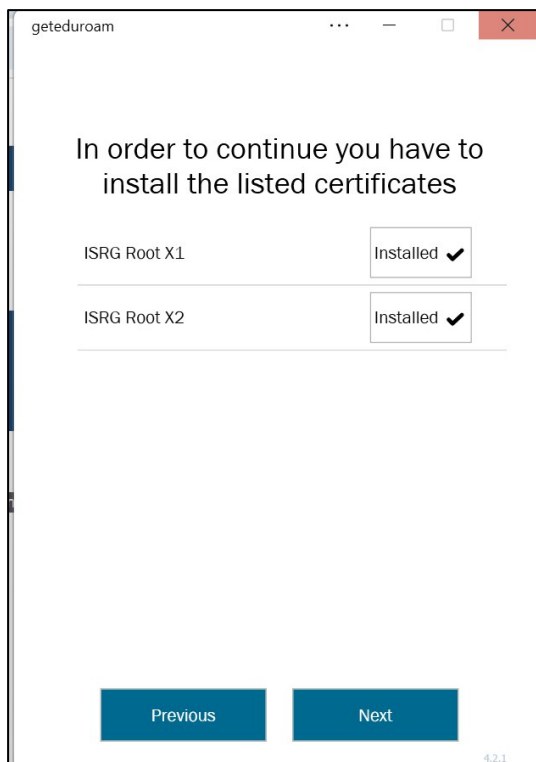 geteduroam
In order to continue you have to
install the listed certificates
ISRG Root X1
Installed
ISRG Root X2
Installed
Previous
Next
4.2.1